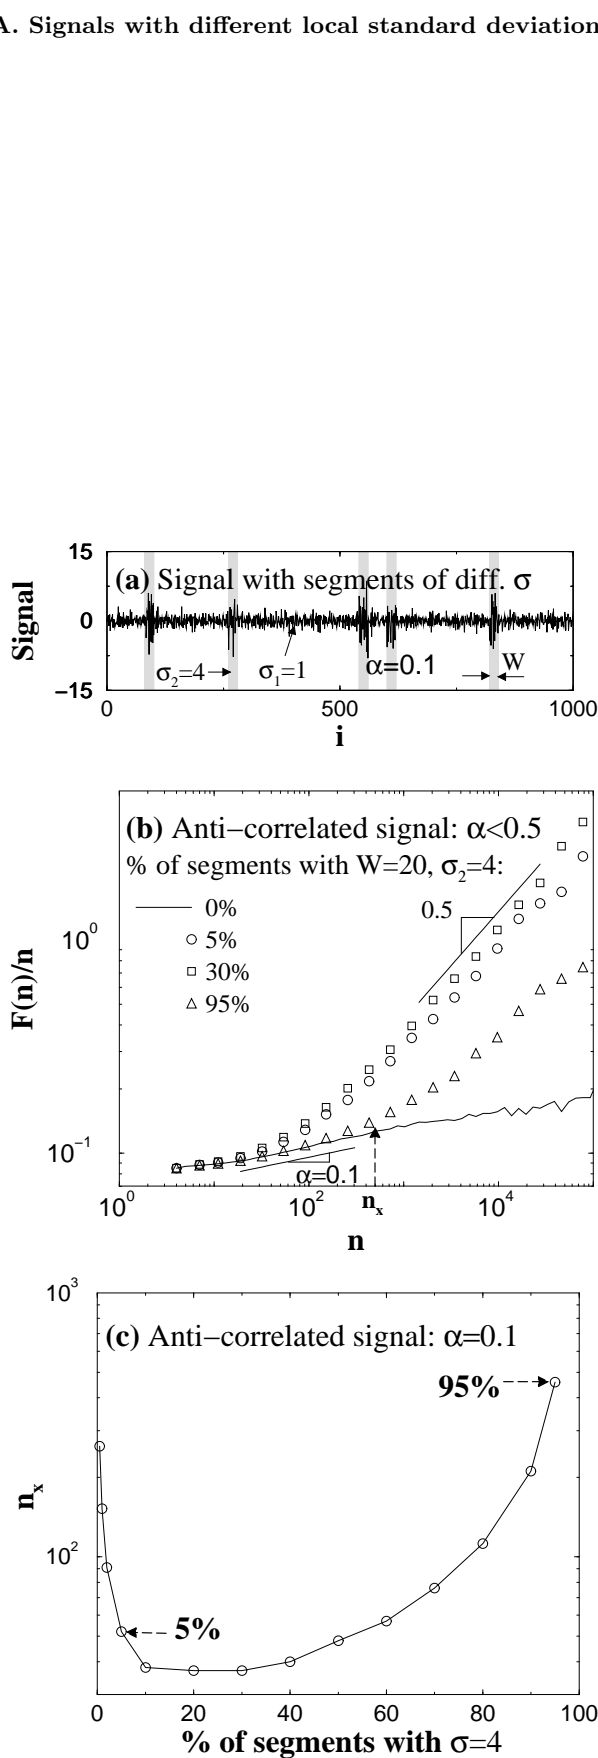 A. Signals with different local standard deviation
15
(a) Signal with segments of diff. σ
Signal
0
σ2=4
σ1=1
α=0.1
W
−15
0
500
1000
i
(b) Anti−correlated signal: α<0.5
% of segments with W=20, σ2=4:
0%
0.5
5%
10^0
30%
95%
F(n)/n
10^−1
α=0.1
10^0
10^2
nx
10^4
n
10^3
(c) Anti−correlated signal: α=0.1
95%
nx
10^2
5%
0
20
40
60
80
100
% of segments with σ=4